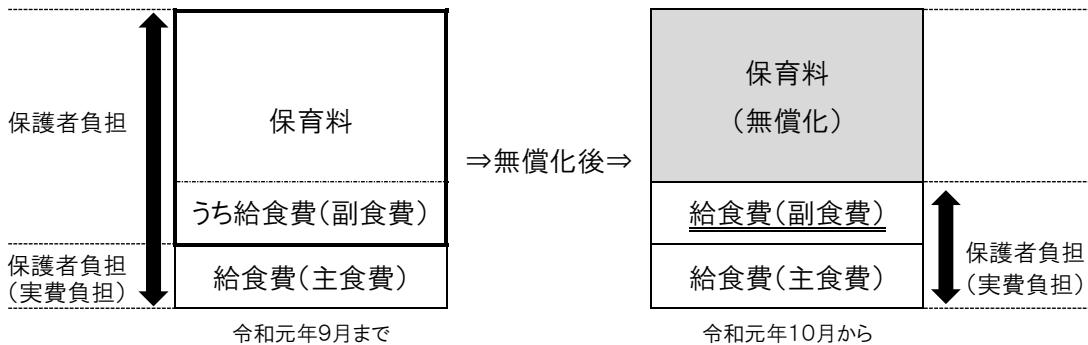 保護者負担
保育料
うち給食費(副食費)
保護者負担
(実費負担)
給食費(主食費)
令和元年9月まで
⇒無償化後⇒
保育料
(無償化)
給食費(副食費)
給食費(主食費)
保護者負担
(実費負担)
令和元年10月から